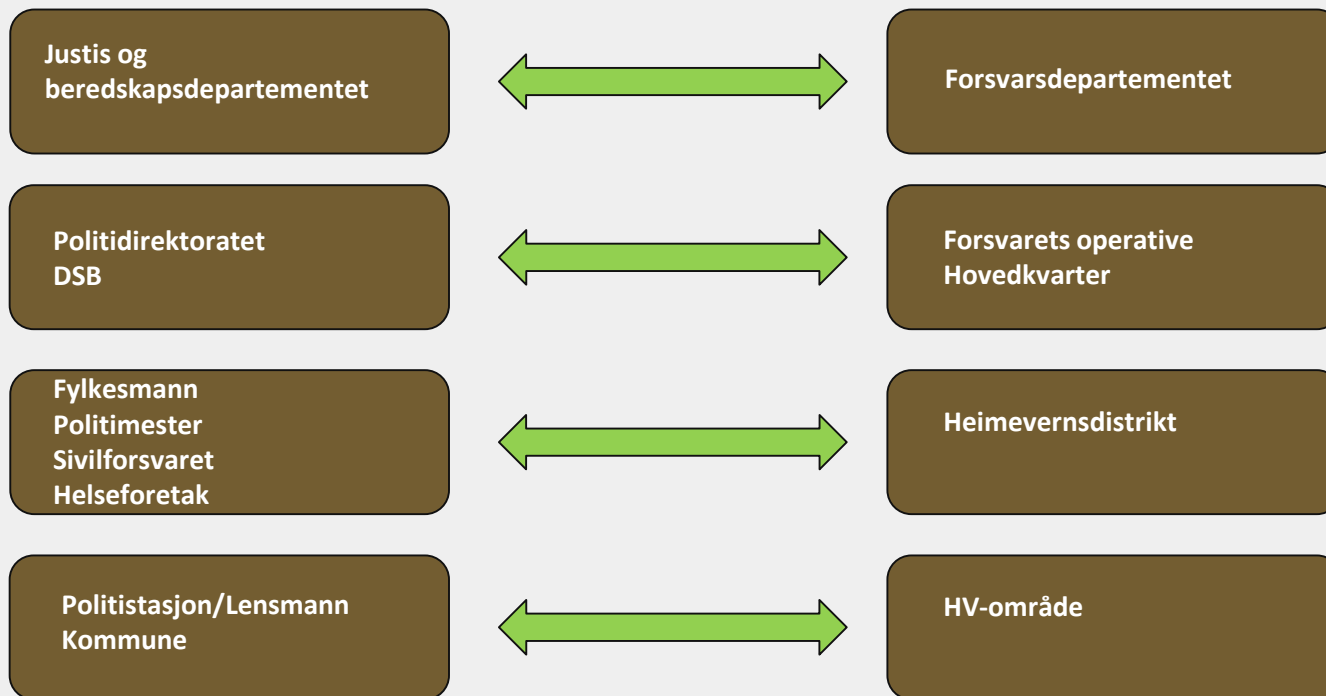 Justis og
beredskapsdepartementet
Forsvarsdepartementet
Politidirektoratet
DSB
Forsvarets operative
Hovedkvarter
Fylkesmann
Politimester
Sivilforsvaret
Helseforetak
Heimevernsdistrikt
Politistasjon/Lensmann
Kommune
HV-område